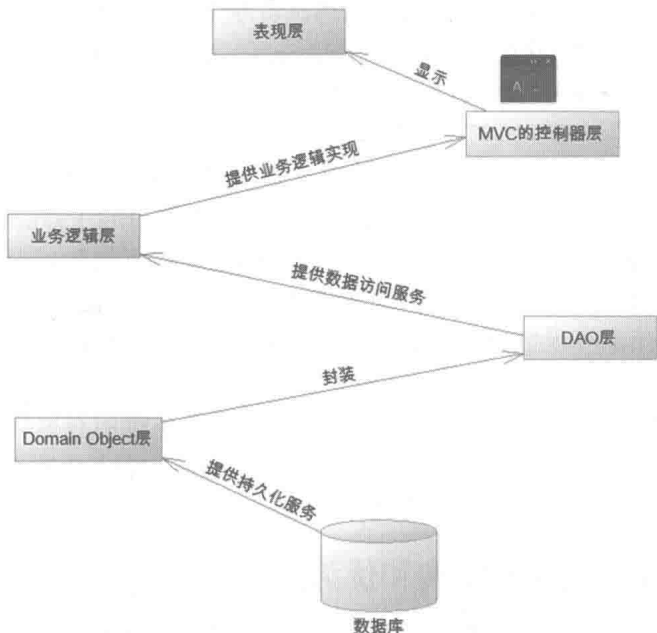 表现层
显示
A
MVC的控制器层
提供业务逻辑实现
业务逻辑层
提供数据访问服务
DAO层
封装
Domain Object层
提供持久化服务
数据库